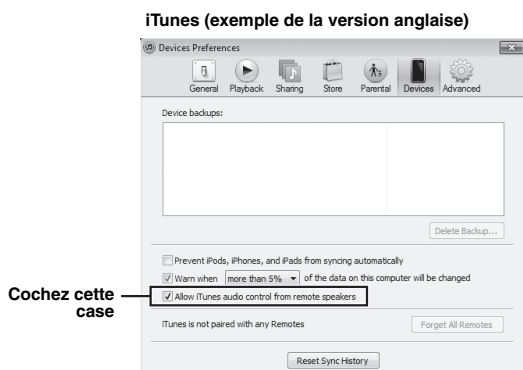 iTunes (exemple de la version anglaise)
Devices Preferences
General Playback Sharing Store Parental Devices Advanced
Device backups:
Delete Backup...
Prevent iPods, iPhones, and iPads from syncing automatically
Warn when more than 5% of the data on this computer will be changed
Cochez cette
case
Allow iTunes audio control from remote speakers
iTunes is not paired with any Remotes
Forget All Remotes
Reset Sync History